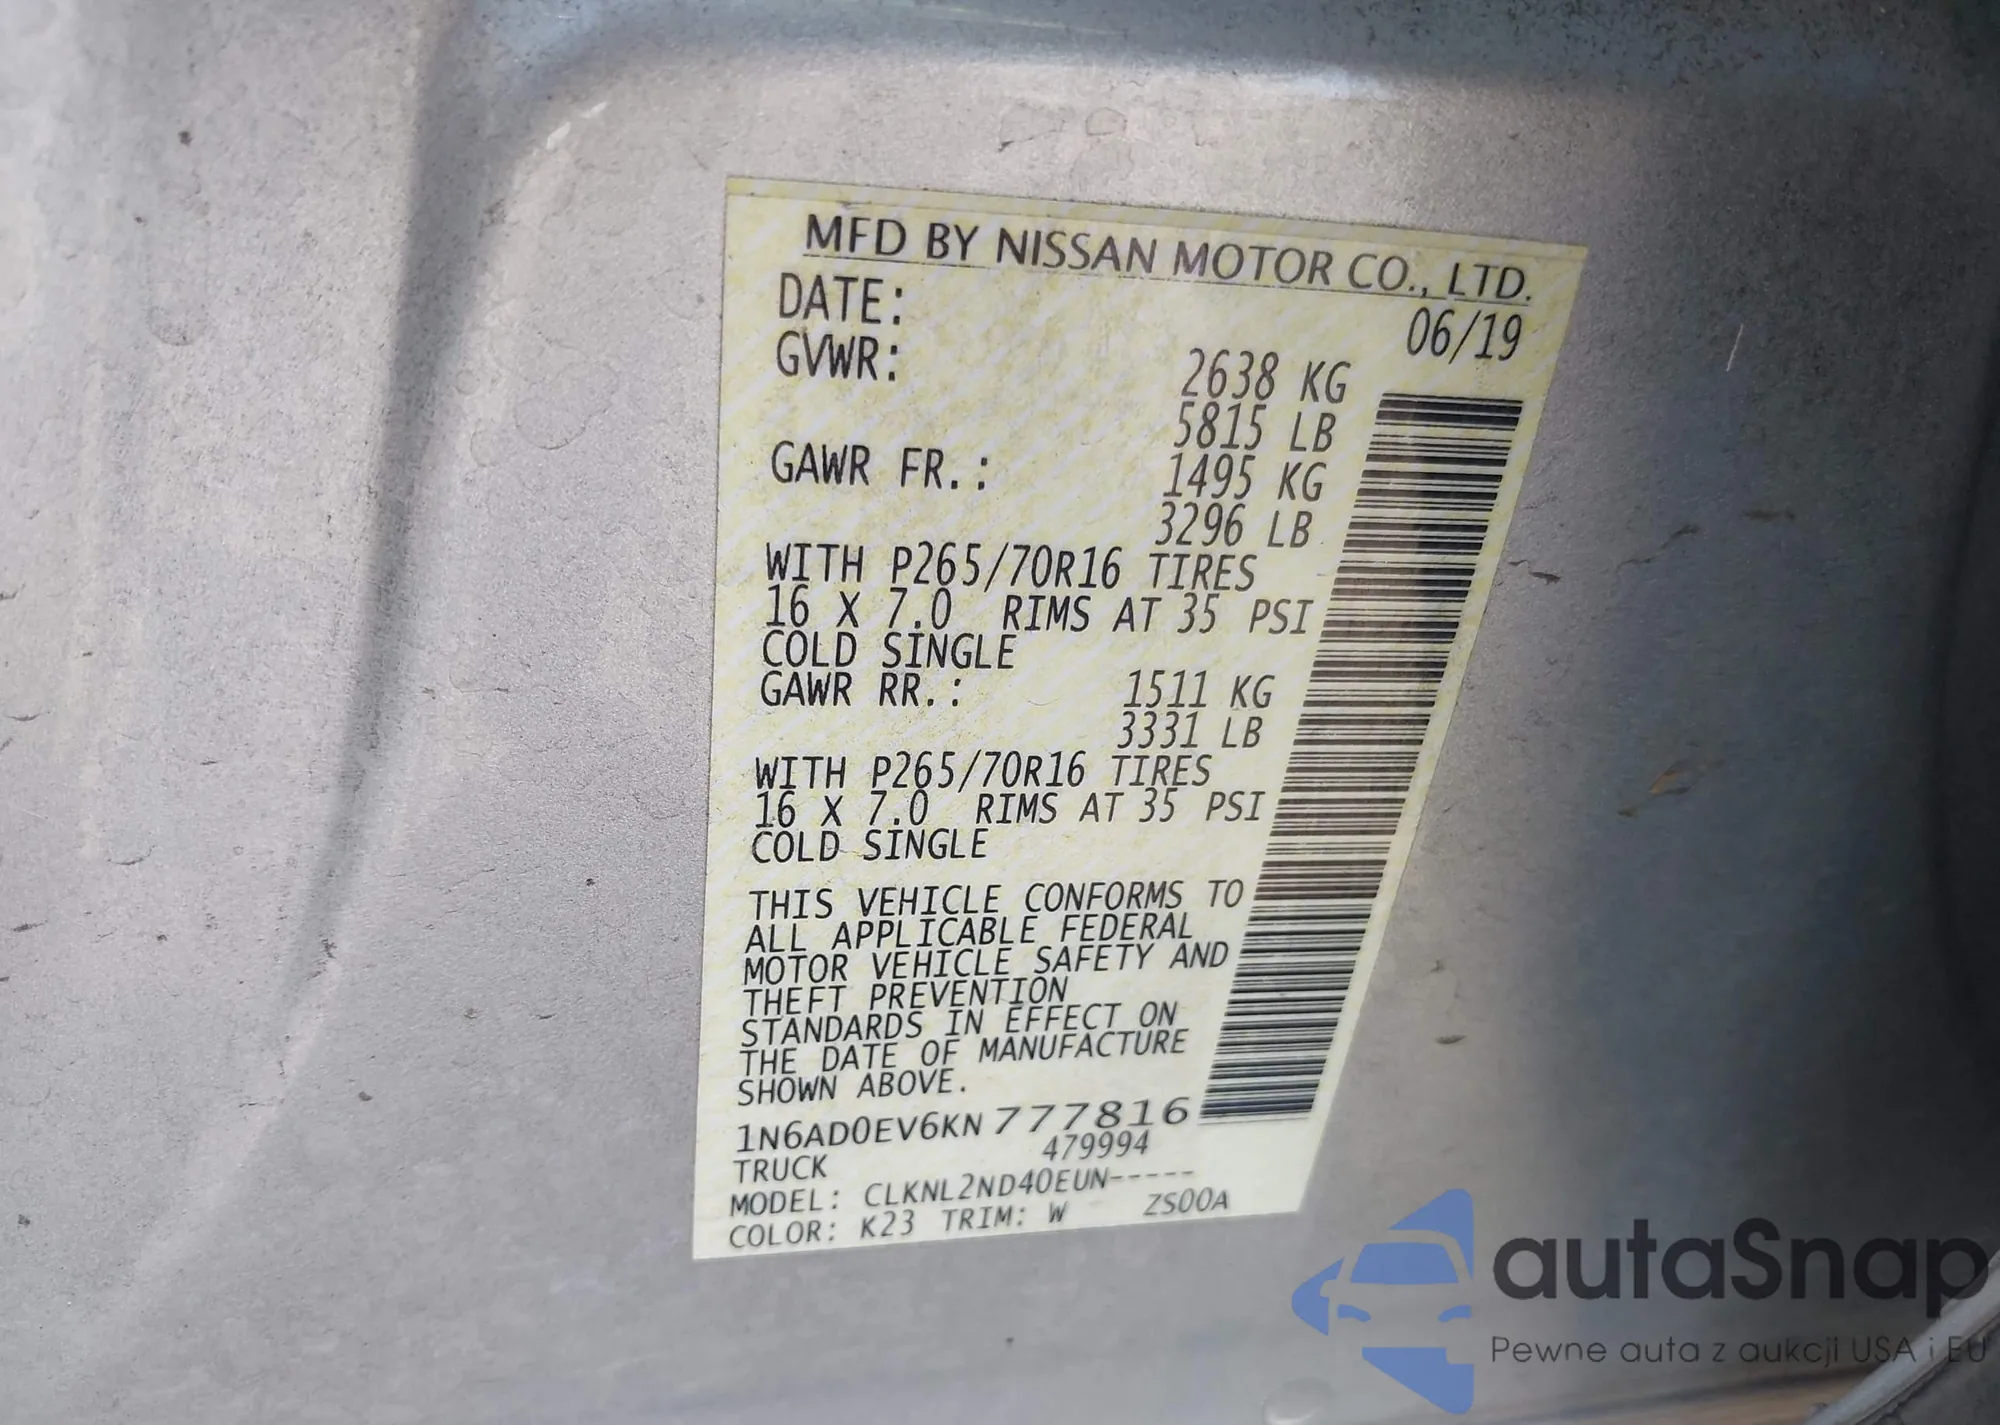 MFD BY NISSAN MOTOR CO., LTD.
DATE: 06/19
GVWR: 2638 KG
5815 LB
GAWR FR.: 1495 KG
3296 LB
WITH P265/70R16 TIRES
16 X 7.0 RIMS AT 35 PSI
COLD SINGLE
GAWR RR.: 1511 KG
3331 LB
WITH P265/70R16 TIRES
16 X 7.0 RIMS AT 35 PSI
COLD SINGLE
THIS VEHICLE CONFORMS TO
ALL APPLICABLE FEDERAL
MOTOR VEHICLE SAFETY AND
THEFT PREVENTION
STANDARDS IN EFFECT ON
THE DATE OF MANUFACTURE
SHOWN ABOVE.
1N6AD0EV6KN777816
TRUCK 479994
MODEL: CLKNL2ND40EUN-----
COLOR: K23 TRIM: W ZS00A
autaSnap
Pewne auta z aukcji USA i EU